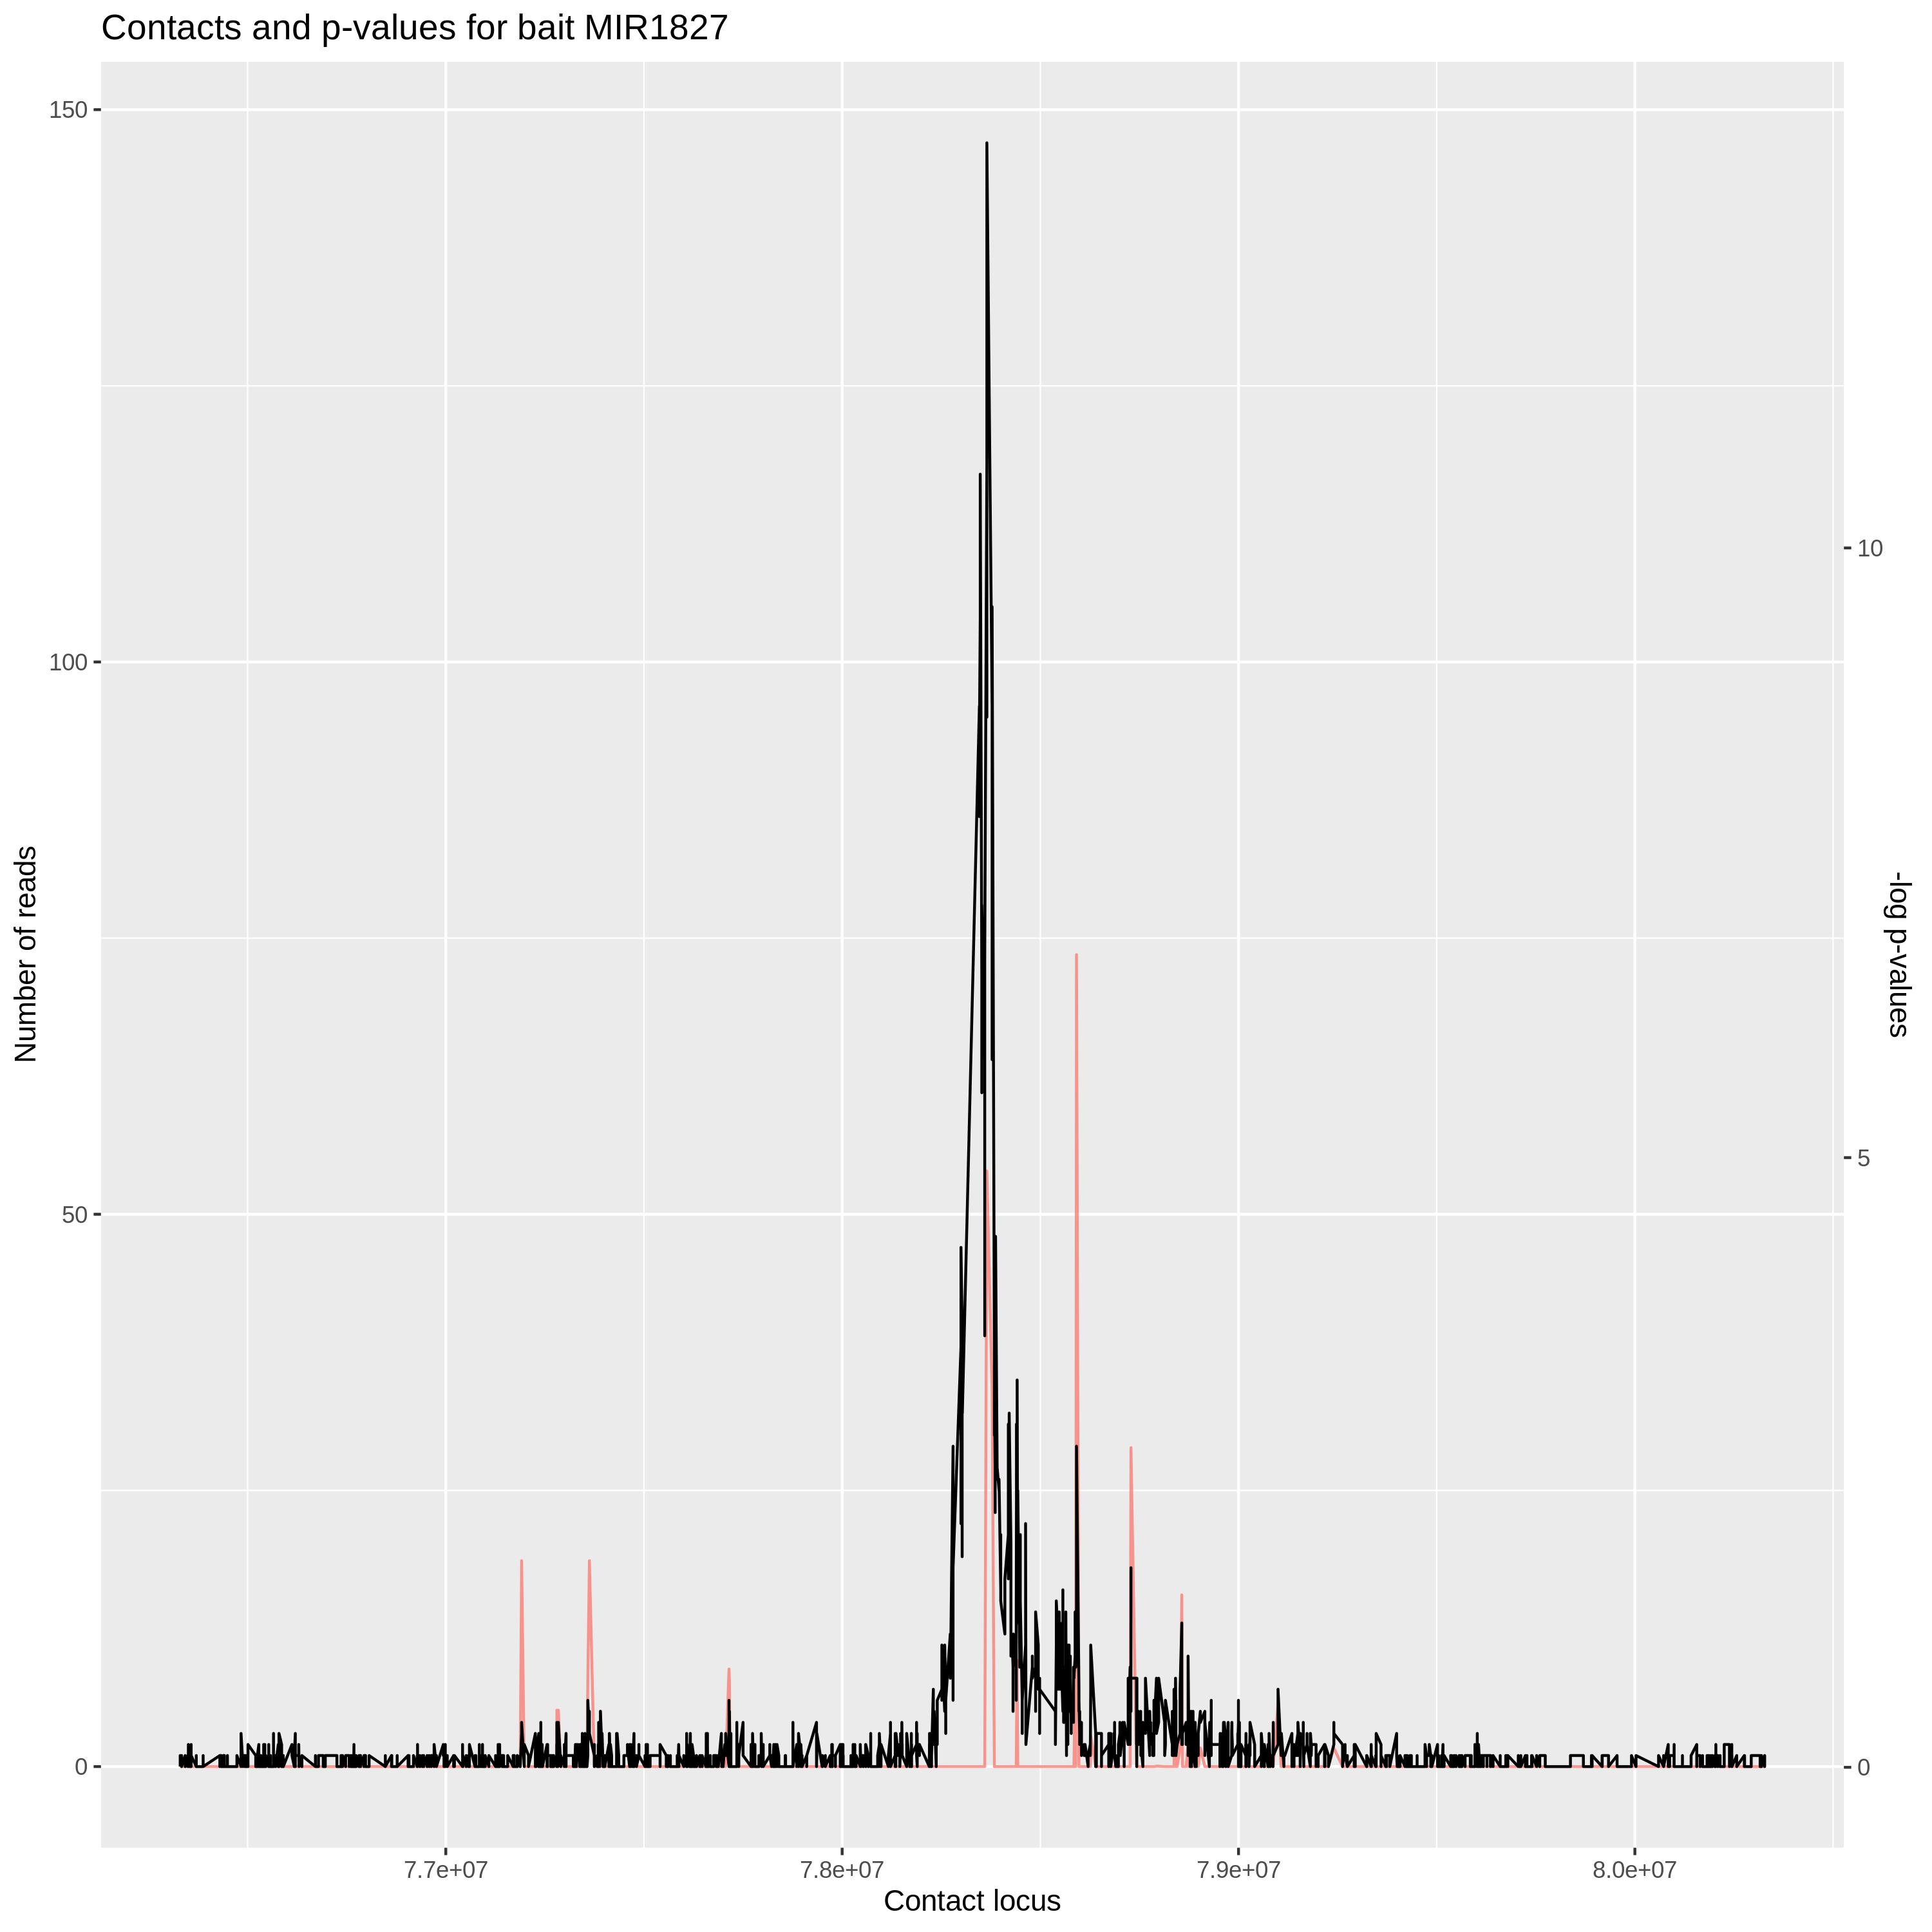 Contacts and p-values for bait MIR1827
150
100
50
0
Number of reads
10
5
0
-log p-values
7.7e+07 7.8e+07 7.9e+07 8.0e+07
Contact locus